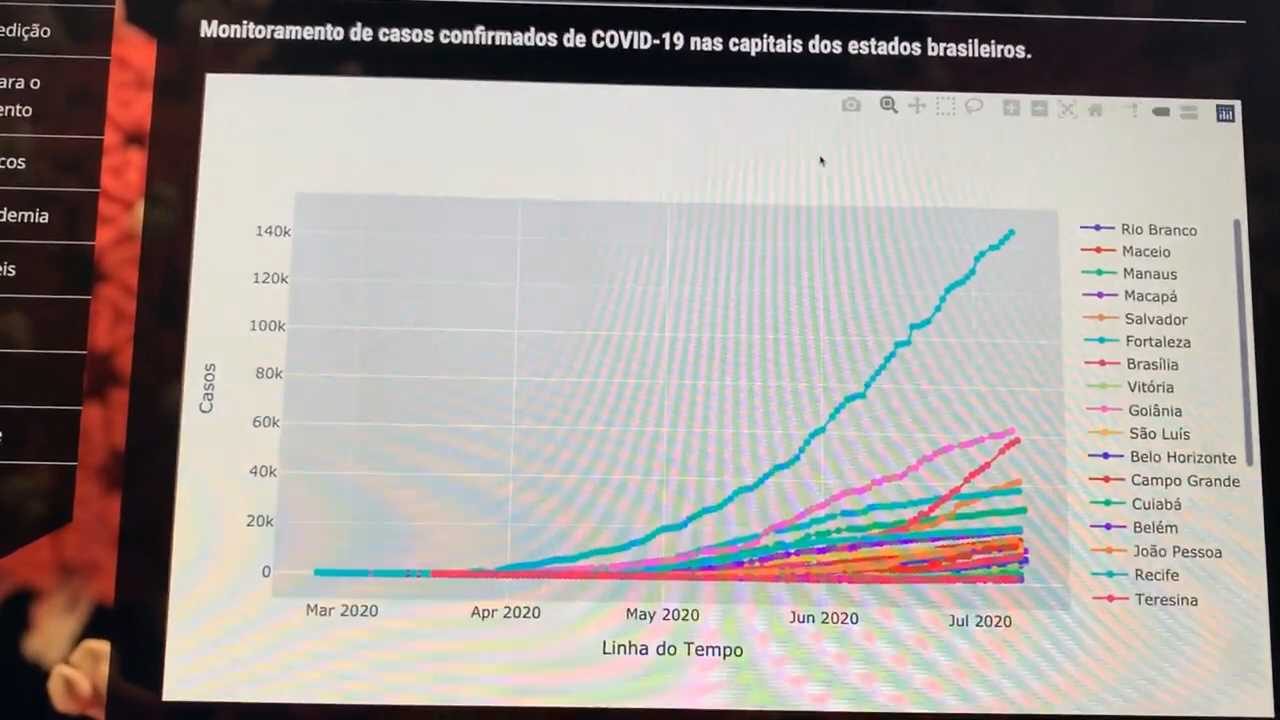 edição
ara o
ento
cos
demia
eis
Monitoramento de casos confirmados de COVID-19 nas capitais dos estados brasileiros.
140k
120k
100k
80k
60k
40k
20k
0
Casos
Mar 2020
Apr 2020
May 2020
Jun 2020
Jul 2020
Linha do Tempo
Rio Branco
Maceio
Manaus
Macapá
Salvador
Fortaleza
Brasília
Vitória
Goiânia
São Luís
Belo Horizonte
Campo Grande
Cuiabá
Belém
João Pessoa
Recife
Teresina